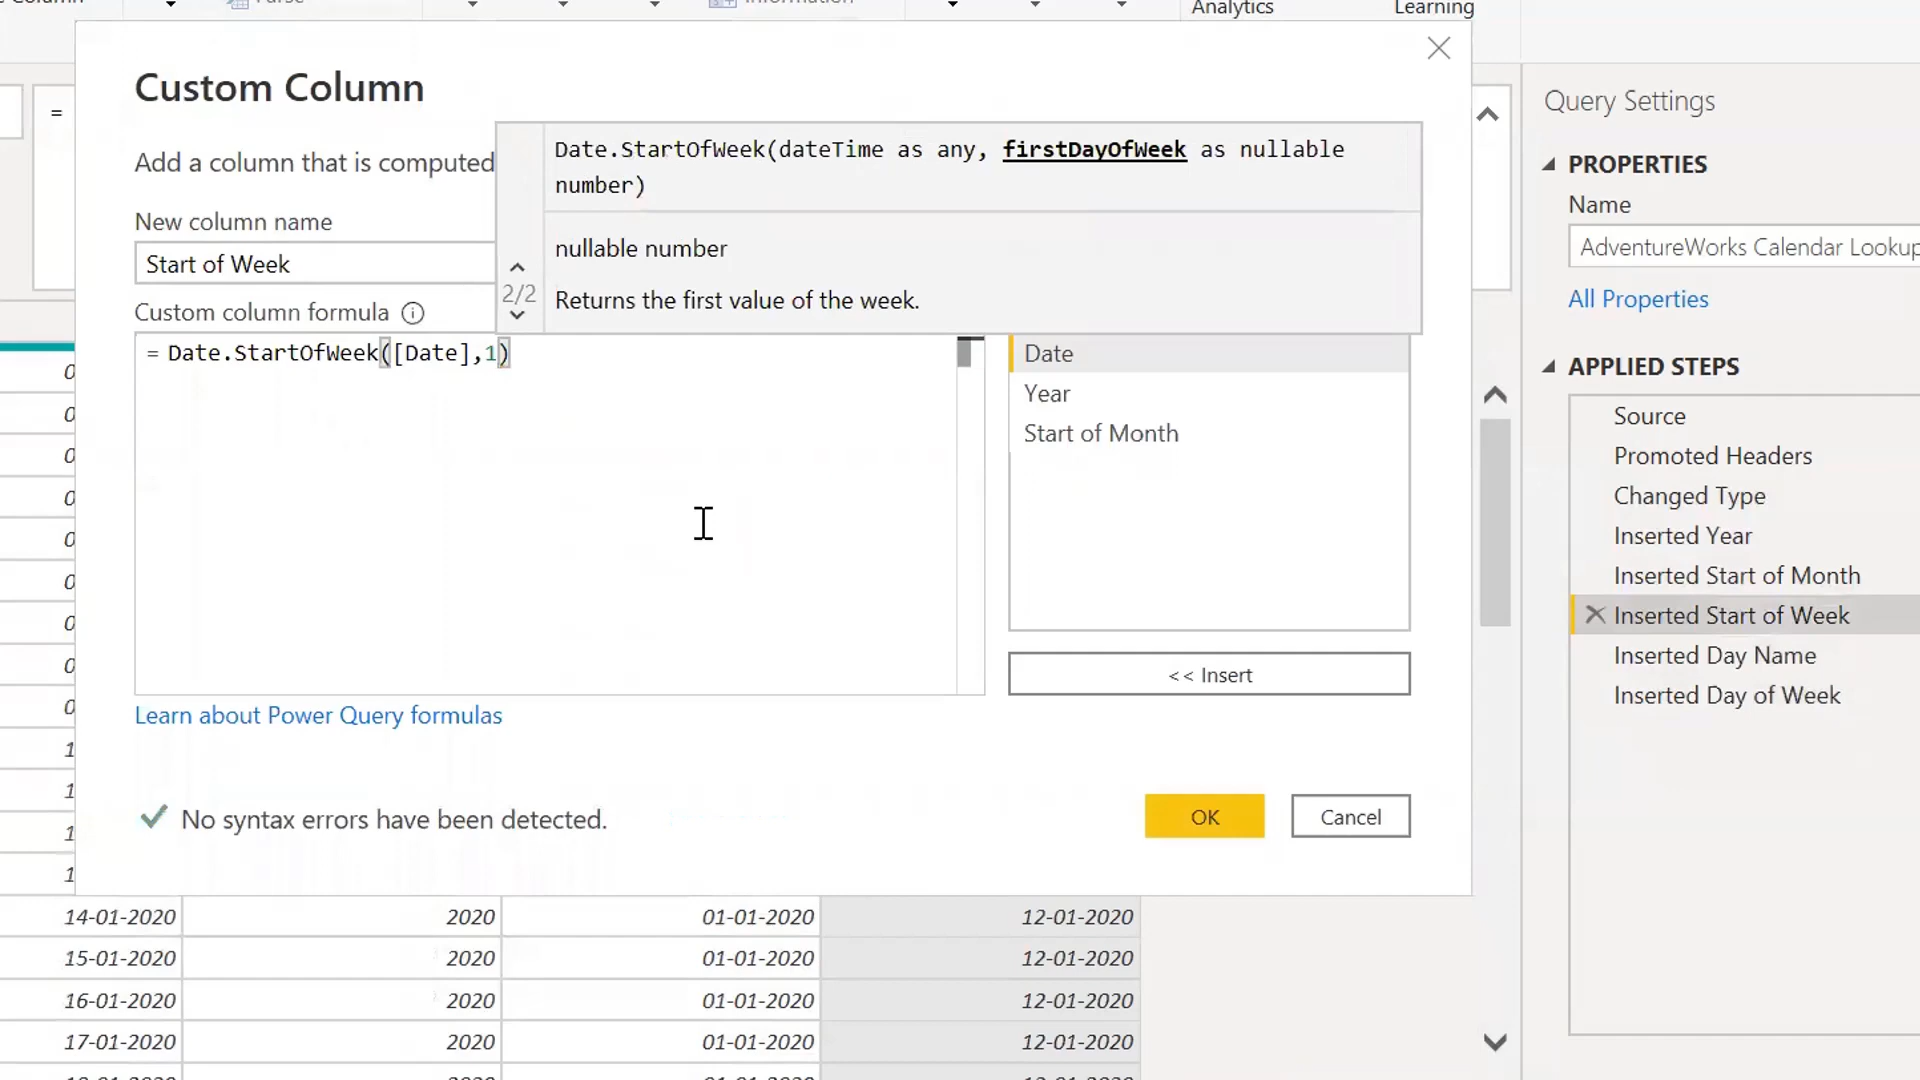 Analytics
Learning
Custom Column
Add a column that is computed
New column name
Start of Week
Custom column formula
= Date.StartOfWeek([Date],1)
=
Date.StartOfWeek(dateTime as any, firstDayOfWeek as nullable
number)
nullable number
2/2
Returns the first value of the week.
Date
Year
Start of Month
<< Insert
Learn about Power Query formulas
No syntax errors have been detected.
OK
Cancel
14-01-2020 2020 01-01-2020 12-01-2020
15-01-2020 2020 01-01-2020 12-01-2020
16-01-2020 2020 01-01-2020 12-01-2020
17-01-2020 2020 01-01-2020 12-01-2020
Query Settings
PROPERTIES
Name
AdventureWorks Calendar Lookup
All Properties
APPLIED STEPS
Source
Promoted Headers
Changed Type
Inserted Year
Inserted Start of Month
Inserted Start of Week
Inserted Day Name
Inserted Day of Week